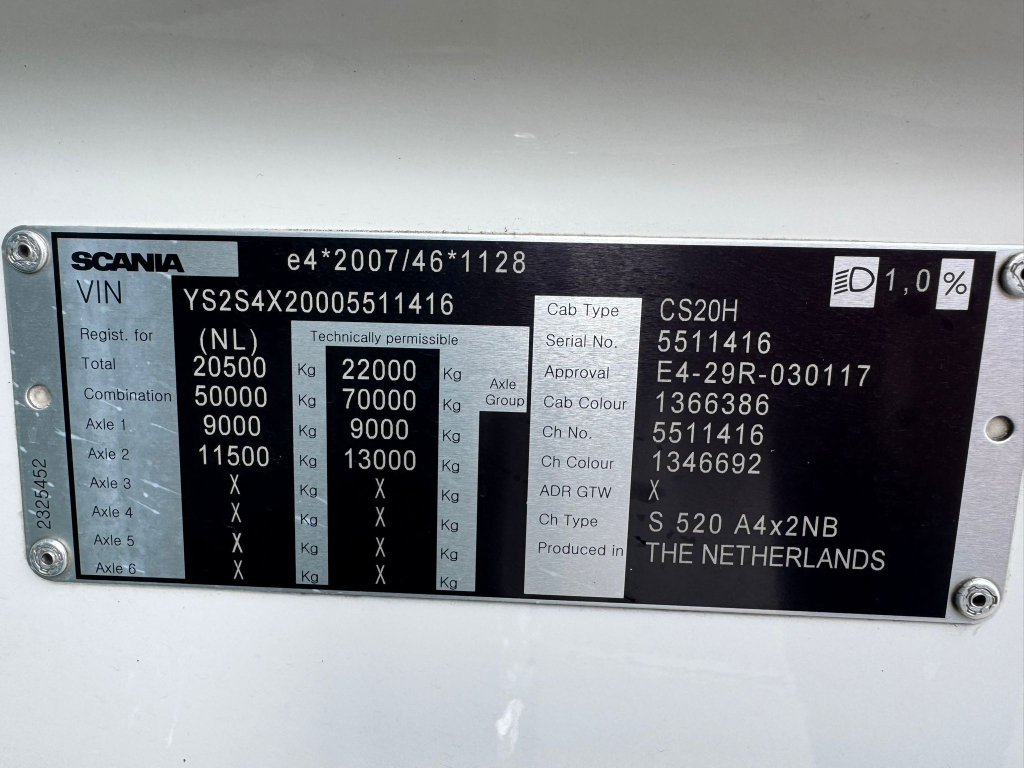 SCANIA e4*2007/46*1128 1,0 %
VIN YS2S4X20005511416
Regist. for (NL) Technically permissible
Total 20500 Kg 22000 Kg
Combination 50000 Kg 70000 Kg Axle Group
Axle 1 9000 Kg 9000 Kg
Axle 2 11500 Kg 13000 Kg
Axle 3 X Kg X Kg
Axle 4 X Kg X Kg
Axle 5 X Kg X Kg
Axle 6 X Kg X Kg
Cab Type CS20H
Serial No. 5511416
Approval E4-29R-030117
Cab Colour 1366386
Ch No. 5511416
Ch Colour 1346692
ADR GTW X
Ch Type S 520 A4x2NB
Produced in THE NETHERLANDS
2325452